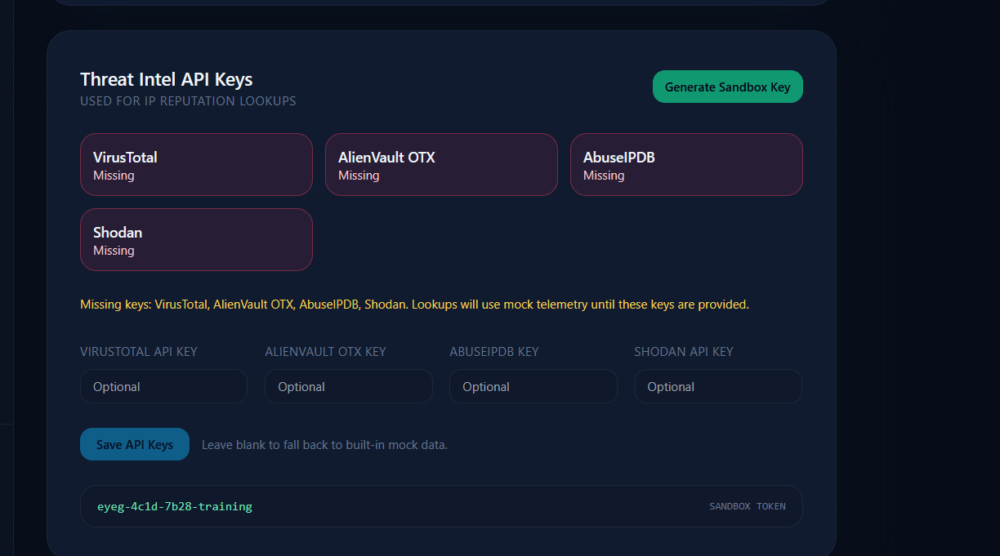 Threat Intel API Keys
USED FOR IP REPUTATION LOOKUPS
Generate Sandbox Key
VirusTotal
Missing
AlienVault OTX
Missing
AbuseIPDB
Missing
Shodan
Missing
Missing keys: VirusTotal, AlienVault OTX, AbuseIPDB, Shodan. Lookups will use mock telemetry until these keys are provided.
VIRUSTOTAL API KEY
Optional
ALIENVAULT OTX KEY
Optional
ABUSEIPDB KEY
Optional
SHODAN API KEY
Optional
Save API Keys
Leave blank to fall back to built-in mock data.
eyeg-4c1d-7b28-training
SANDBOX TOKEN